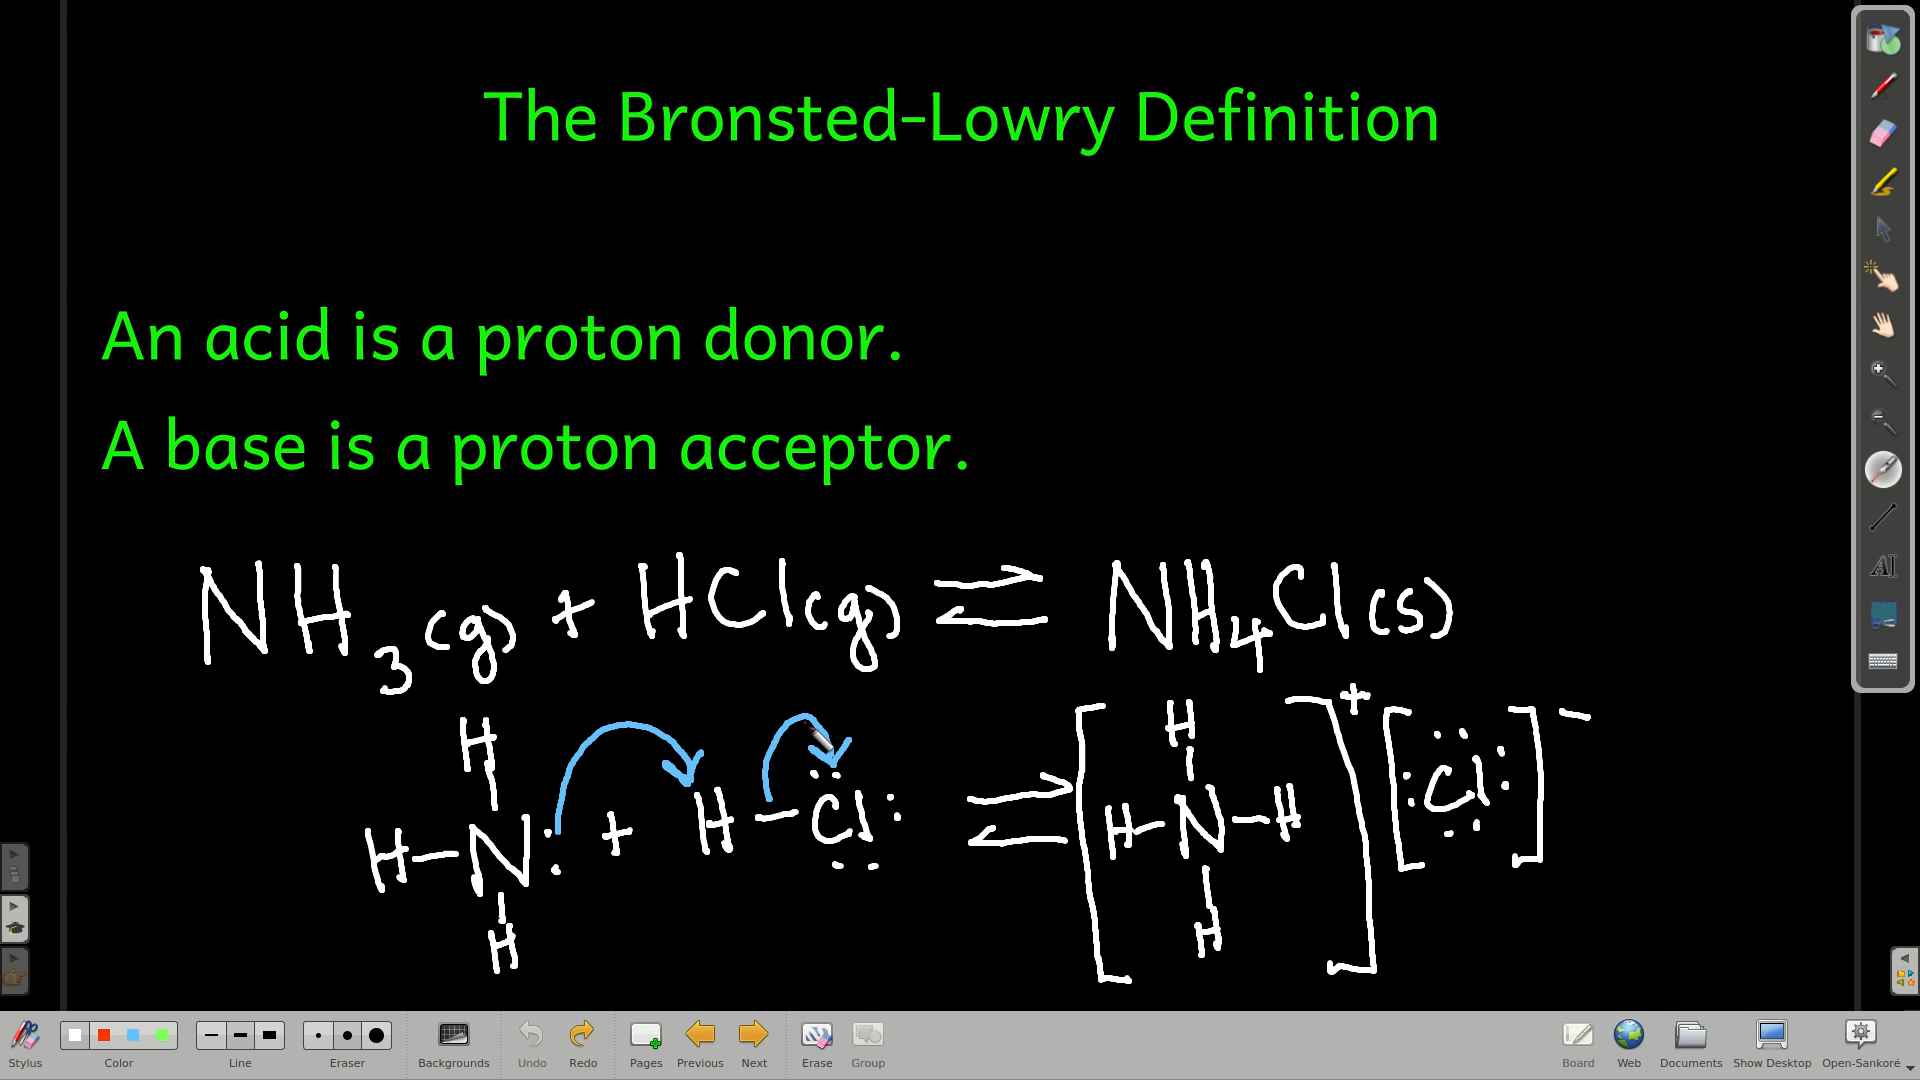 The Bronsted-Lowry Definition
An acid is a proton donor.
A base is a proton acceptor.
NH3(g) + HCl(g) ⇌ NH4Cl(s)
H H
H-N: + H-Cl: ⇌ [H-N-H]+ [:Cl:]-
H H
Stylus Color Line Eraser Backgrounds Undo Redo Pages Previous Next Erase Group Board Web Documents Show Desktop Open-Sankoré